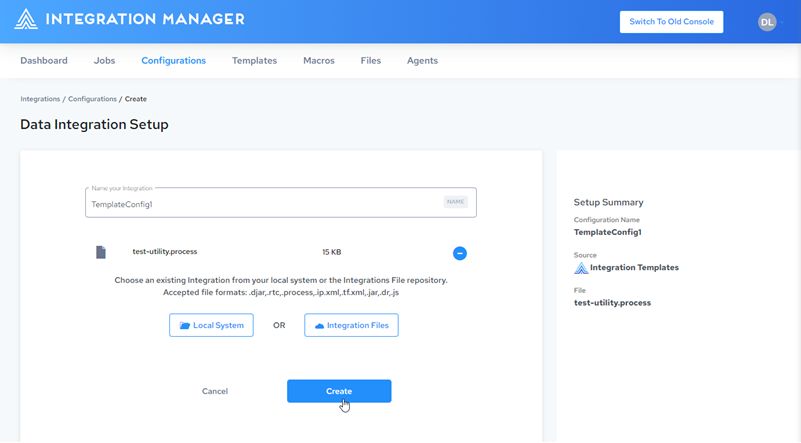 INTEGRATION MANAGER
Switch To Old Console
DL
Dashboard Jobs Configurations Templates Macros Files Agents
Integrations / Configurations / Create
Data Integration Setup
Name your Integration
TemplateConfig1
NAME
test-utility.process 15 KB
Choose an existing Integration from your local system or the Integrations File repository.
Accepted file formats: .djar,.rtc,.process,.ip.xml,.tf.xml,.jar,.dr,.js
Local System OR Integration Files
Cancel Create
Setup Summary
Configuration Name
TemplateConfig1
Source
Integration Templates
File
test-utility.process